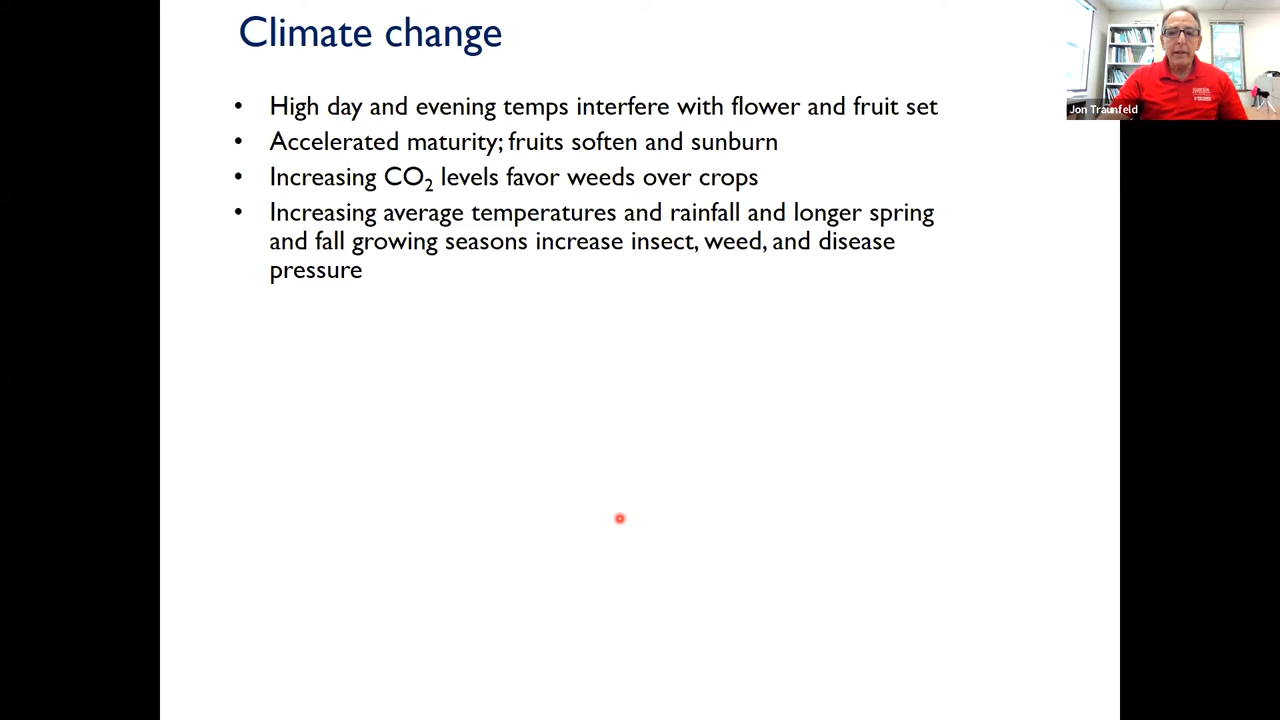 Climate change
• High day and evening temps interfere with flower and fruit set
• Accelerated maturity; fruits soften and sunburn
• Increasing CO₂ levels favor weeds over crops
• Increasing average temperatures and rainfall and longer spring
and fall growing seasons increase insect, weed, and disease
pressure
Jon Traunfeld